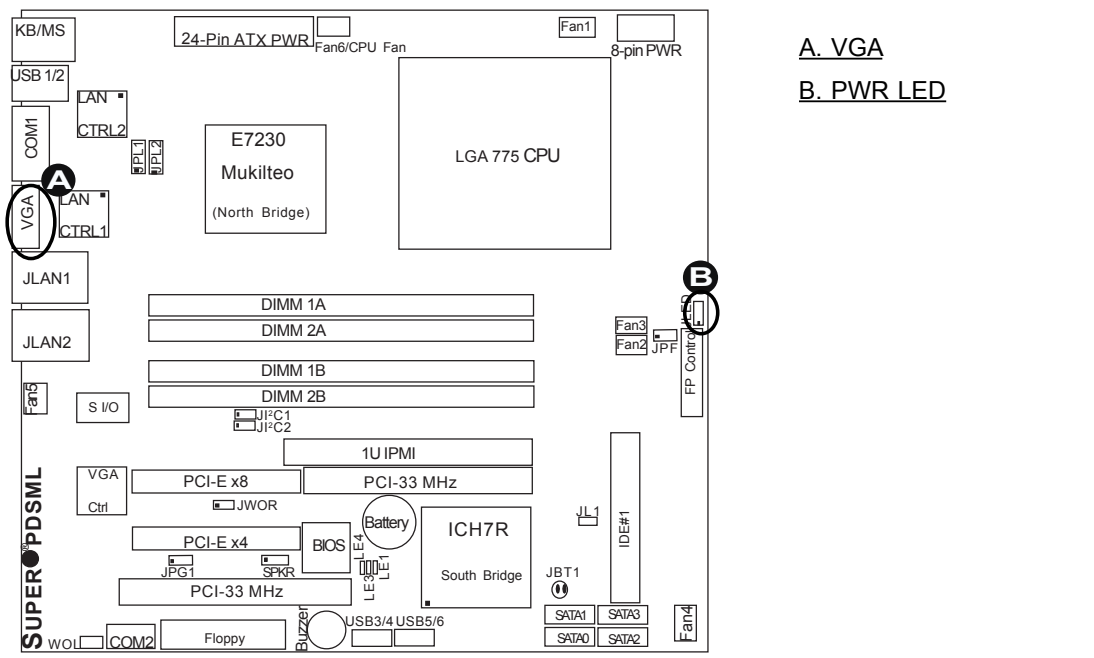 KB/MS
24-Pin ATX PWR
Fan6/CPU Fan
Fan1
8-pin PWR
A. VGA
B. PWR LED
USB 1/2
LAN
CTRL2
COM1
JPL1
JPL2
E7230
Mukilteo
(North Bridge)
LGA 775 CPU
A
VGA
LAN
CTRL1
JLAN1
B
JLED
DIMM 1A
DIMM 2A
Fan3
Fan2
JPF
FP Control
JLAN2
DIMM 1B
DIMM 2B
Fan5
S I/O
JI²C1
JI²C2
1U IPMI
VGA
Ctrl
PCI-E x8
PCI-33 MHz
JWOR
Battery
ICH7R
South Bridge
JL1
IDE#1
PCI-E x4
BIOS
LE4
LE1
LE3
JPG1
SPKR
JBT1
PCI-33 MHz
SUPER® PDSML
Buzzer
USB3/4 USB5/6
SATA1
SATA3
SATA0
SATA2
Fan4
WOL
COM2
Floppy